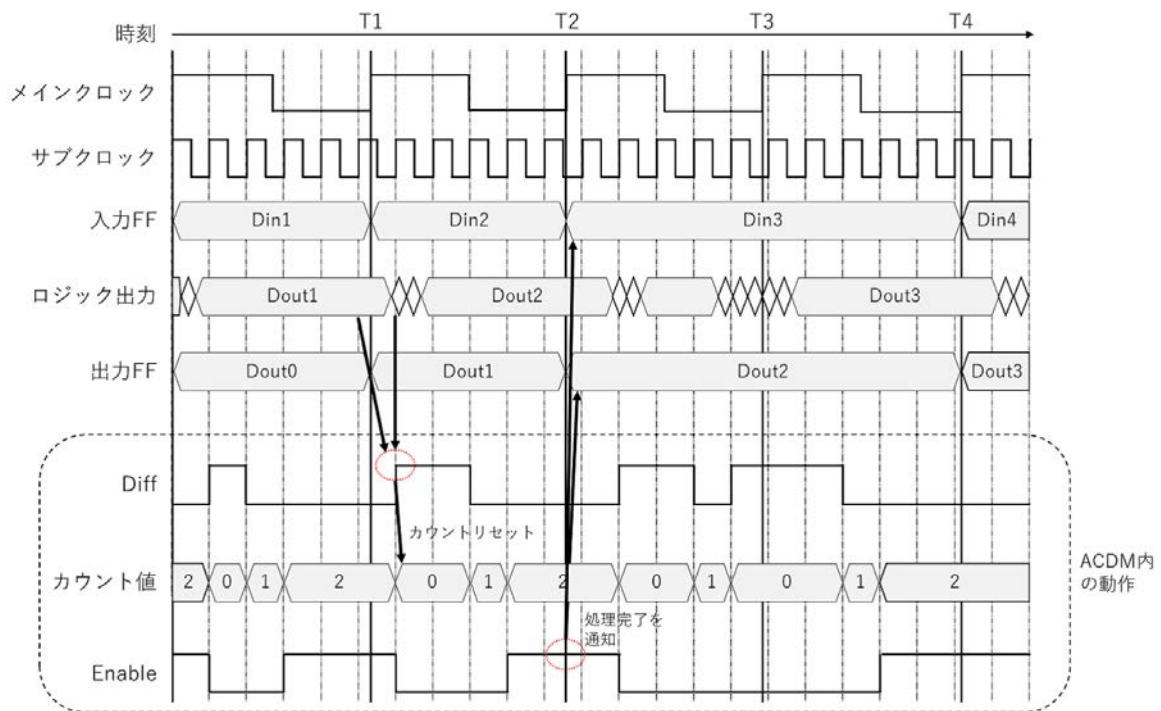 T1 T2 T3 T4
時刻
メインクロック
サブクロック
入力FF Din1 Din2 Din3 Din4
ロジック出力 Dout1 Dout2 Dout3
出力FF Dout0 Dout1 Dout2 Dout3
Diff
カウントリセット
カウント値 2 0 1 2 0 1 2 0 1 0 1 2
ACDM内
の動作
処理完了を
通知
Enable